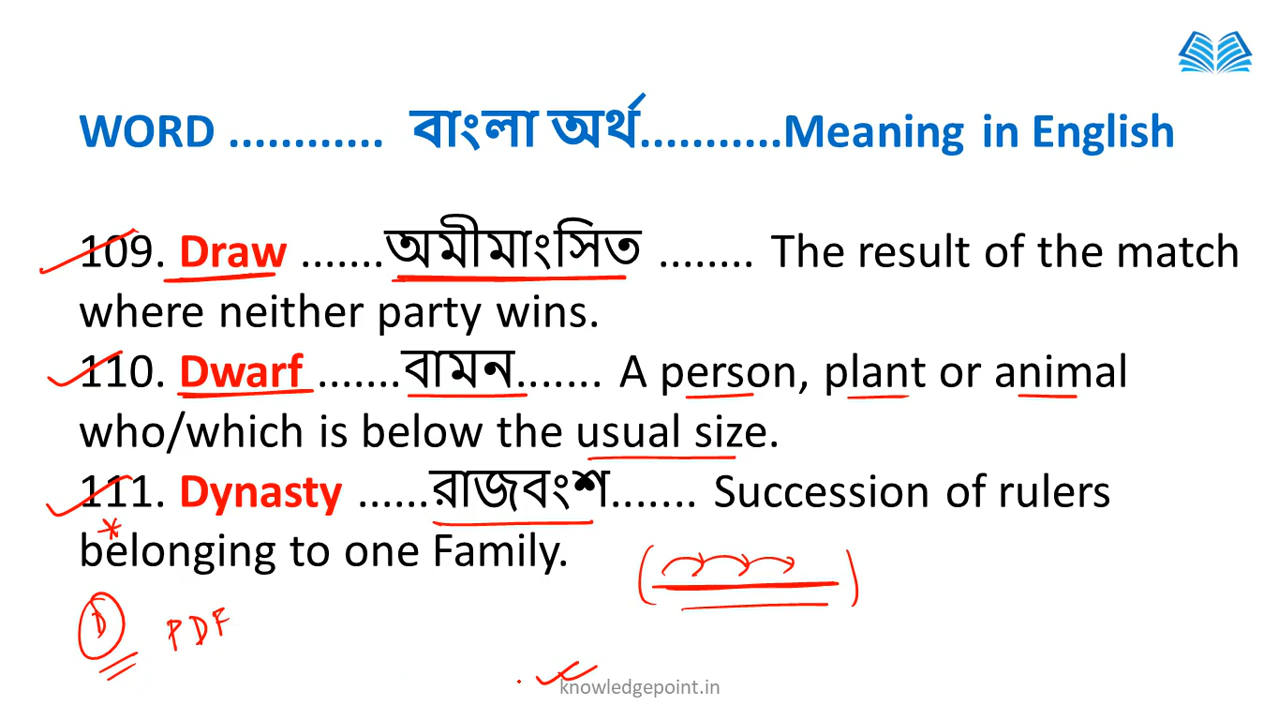 WORD ............ বাংলা অর্থ...........Meaning in English
109. Draw .......অমীমাংসিত ........ The result of the match
where neither party wins.
110. Dwarf .......বামন....... A person, plant or animal
who/which is below the usual size.
111. Dynasty ......রাজবংশ....... Succession of rulers
belonging to one Family.
D PDF
knowledgepoint.in